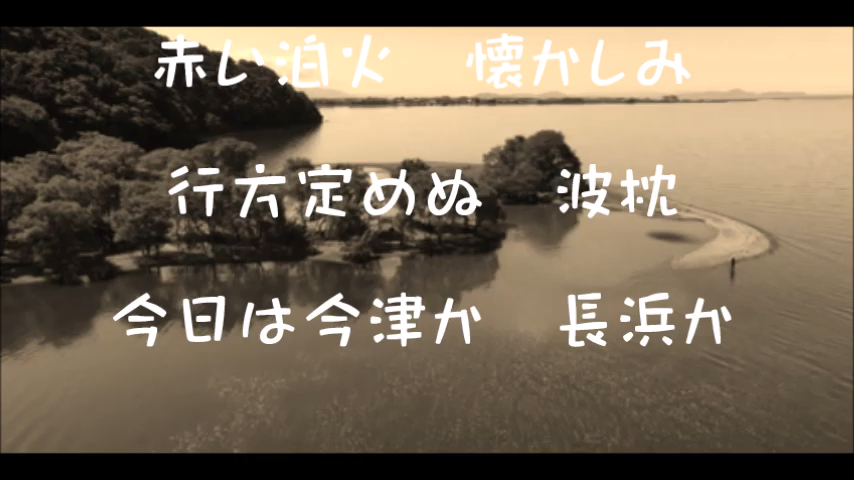 赤い泊火　懐かしみ
行方定めぬ　波枕
今日は今津か　長浜か